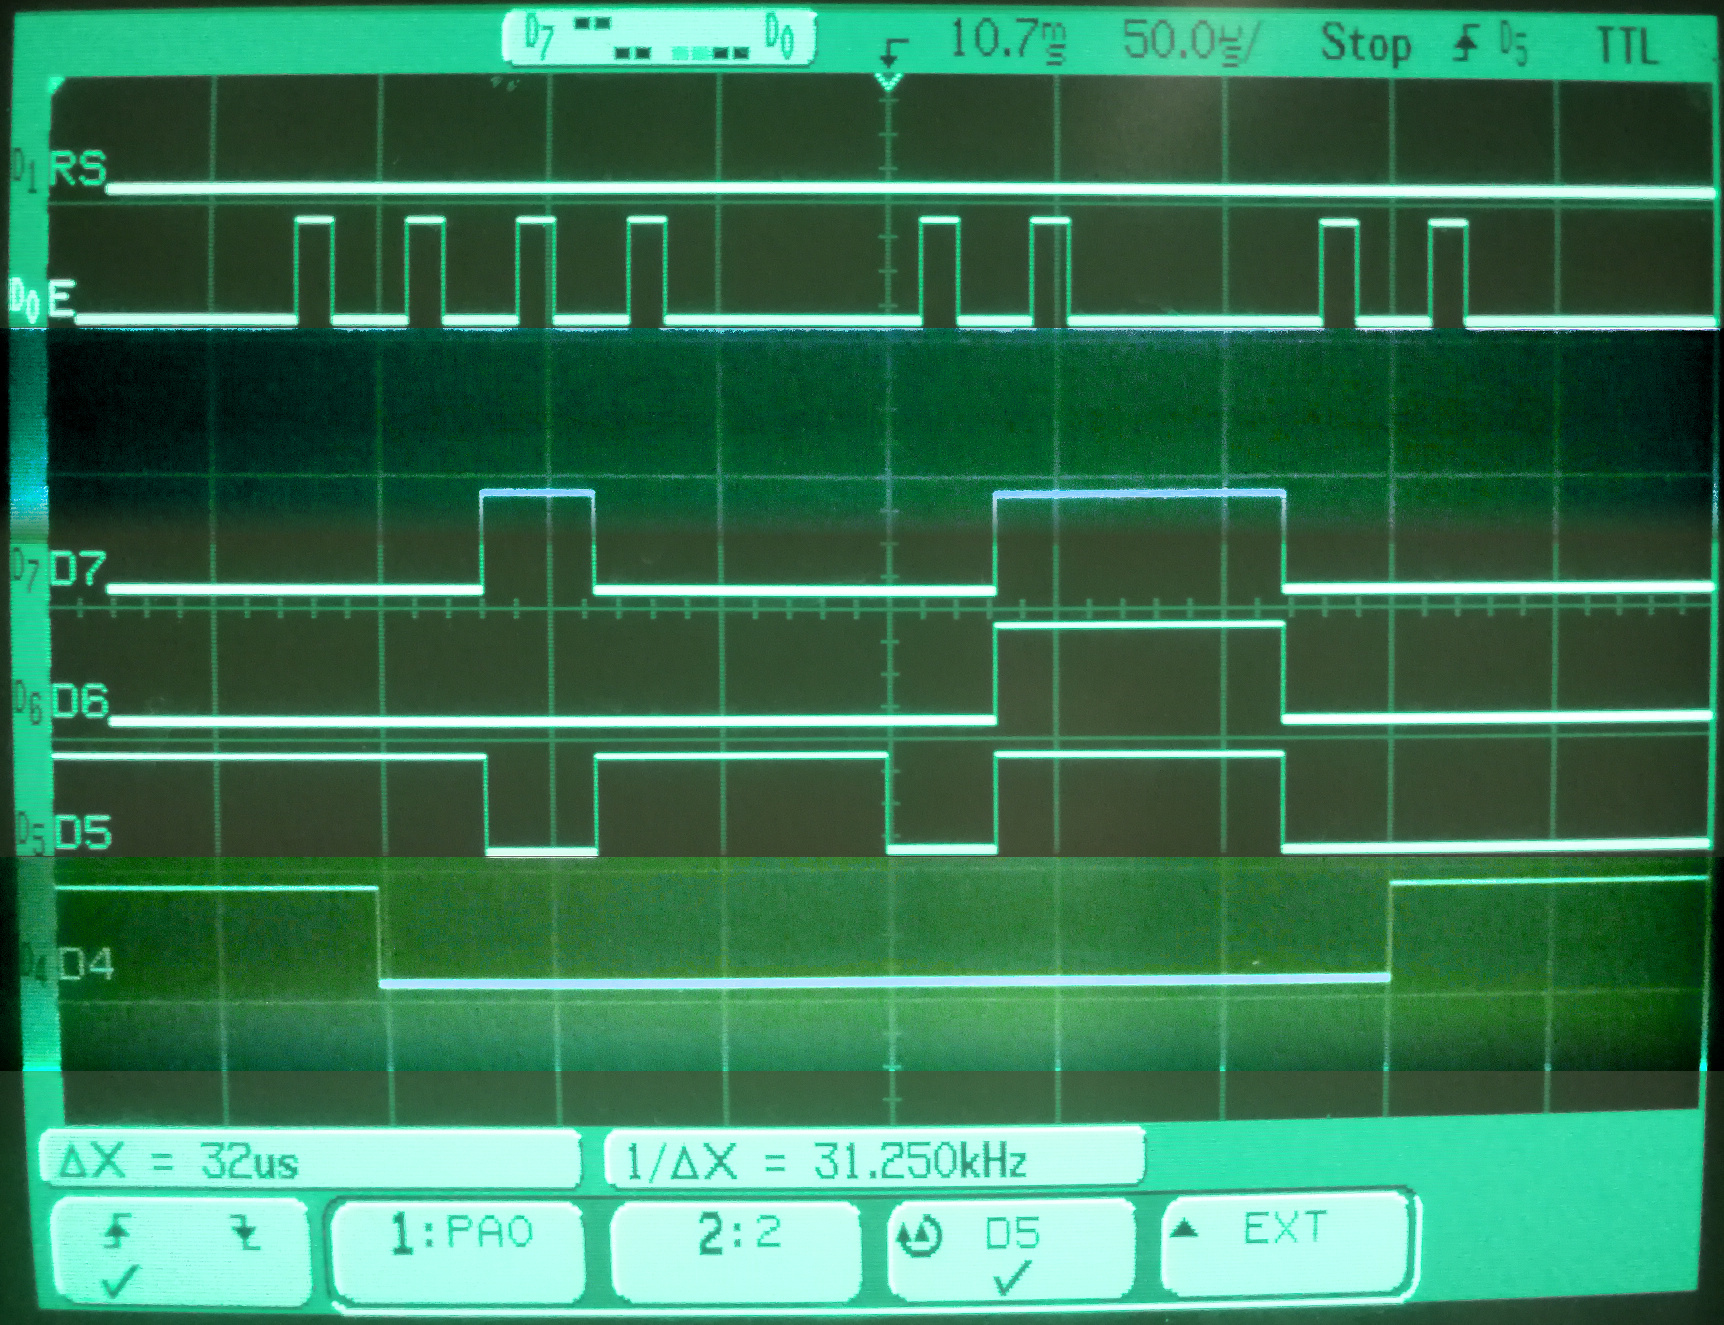 D7 D0 10.7ms 50.0us/ Stop D5 TTL
D1 RS
D0 E
D7 D7
D6 D6
D5 D5
D4 D4
ΔX = 32us 1/ΔX = 31.250kHz
1:PA0 2:2 D5 EXT